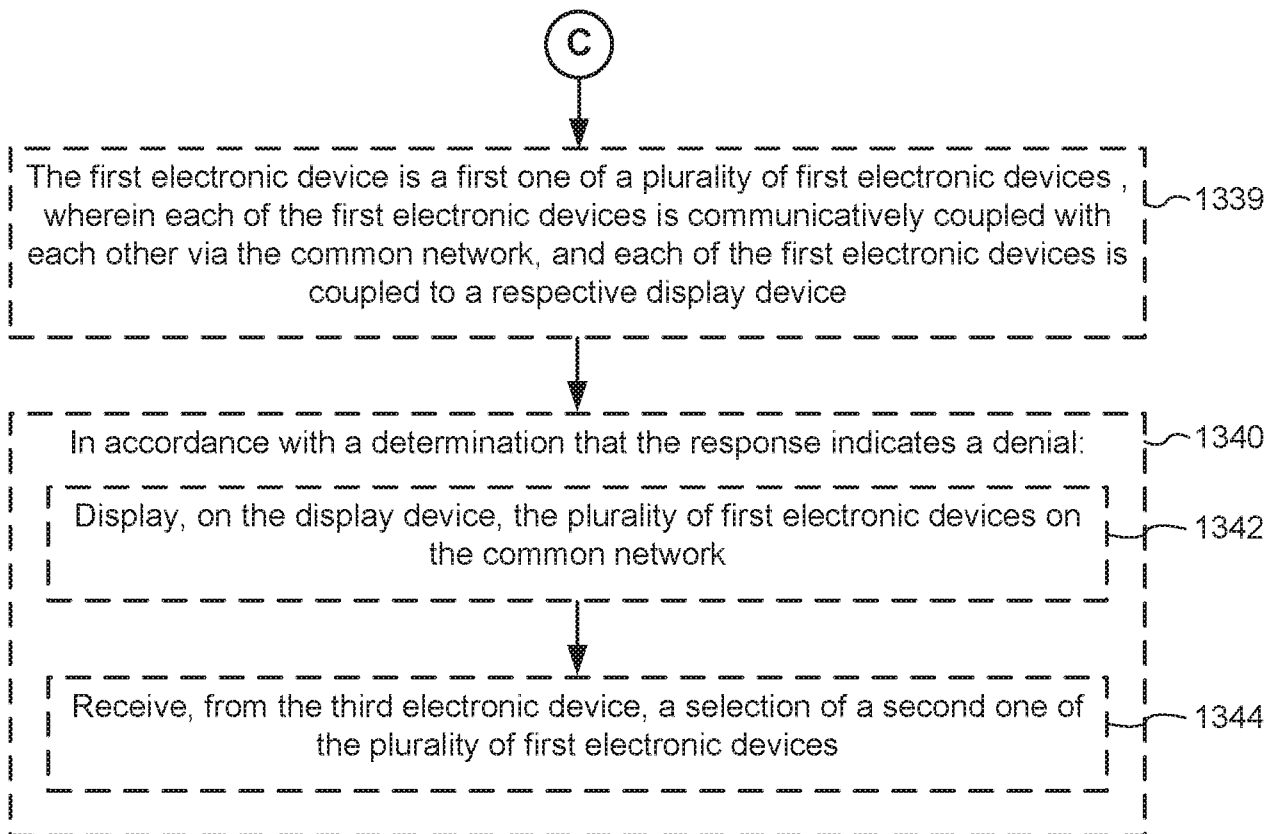 C
The first electronic device is a first one of a plurality of first electronic devices ,
wherein each of the first electronic devices is communicatively coupled with
each other via the common network, and each of the first electronic devices is
coupled to a respective display device
1339
In accordance with a determination that the response indicates a denial:
1340
Display, on the display device, the plurality of first electronic devices on
the common network
1342
Receive, from the third electronic device, a selection of a second one of
the plurality of first electronic devices
1344